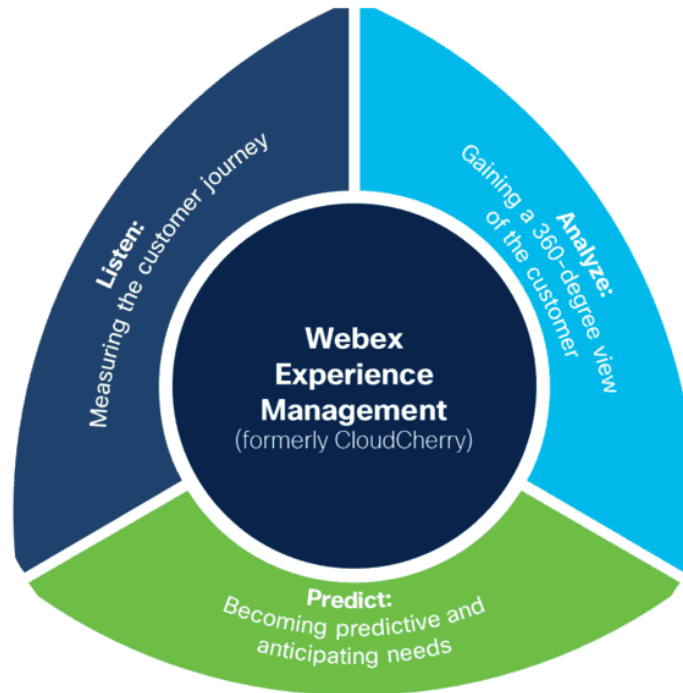 Listen:
Measuring the customer journey
Analyze:
Gaining a 360-degree view
of the customer
Webex
Experience
Management
(formerly CloudCherry)
Predict:
Becoming predictive and
anticipating needs